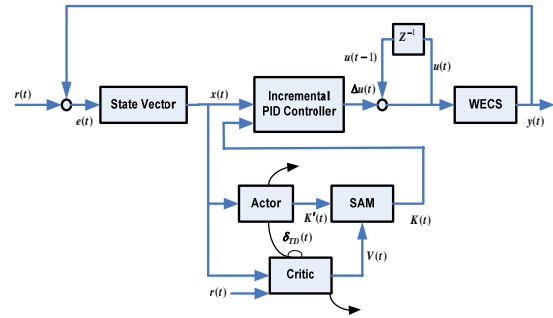 Z⁻¹
u(t−1)
u(t)
r(t)
e(t)
State Vector
x(t)
Incremental
PID Controller
Δu(t)
WECS
y(t)
Actor
K'(t)
SAM
K(t)
δTD(t)
V(t)
Critic
r(t)